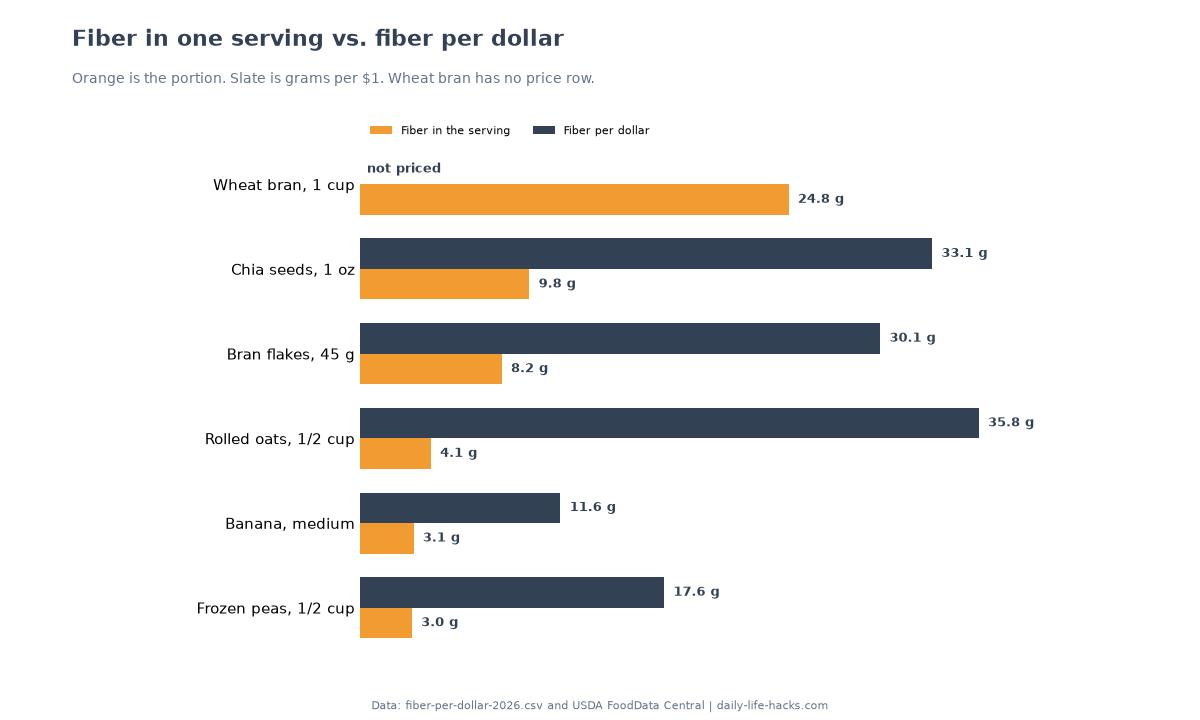 Fiber in one serving vs. fiber per dollar
Orange is the portion. Slate is grams per $1. Wheat bran has no price row.
Fiber in the serving
Fiber per dollar
not priced
Wheat bran, 1 cup
24.8 g
33.1 g
Chia seeds, 1 oz
9.8 g
30.1 g
Bran flakes, 45 g
8.2 g
35.8 g
Rolled oats, 1/2 cup
4.1 g
11.6 g
Banana, medium
3.1 g
17.6 g
Frozen peas, 1/2 cup
3.0 g
Data: fiber-per-dollar-2026.csv and USDA FoodData Central | daily-life-hacks.com